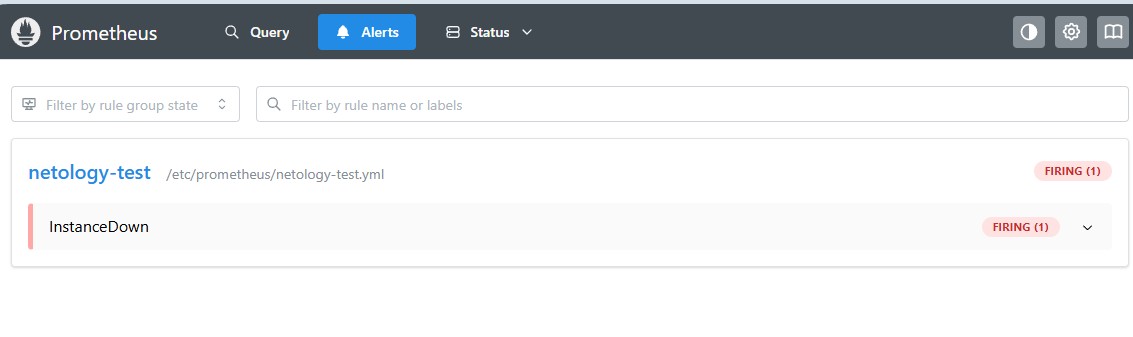 Prometheus Query Alerts Status
Filter by rule group state Filter by rule name or labels
netology-test /etc/prometheus/netology-test.yml FIRING (1)
InstanceDown FIRING (1)